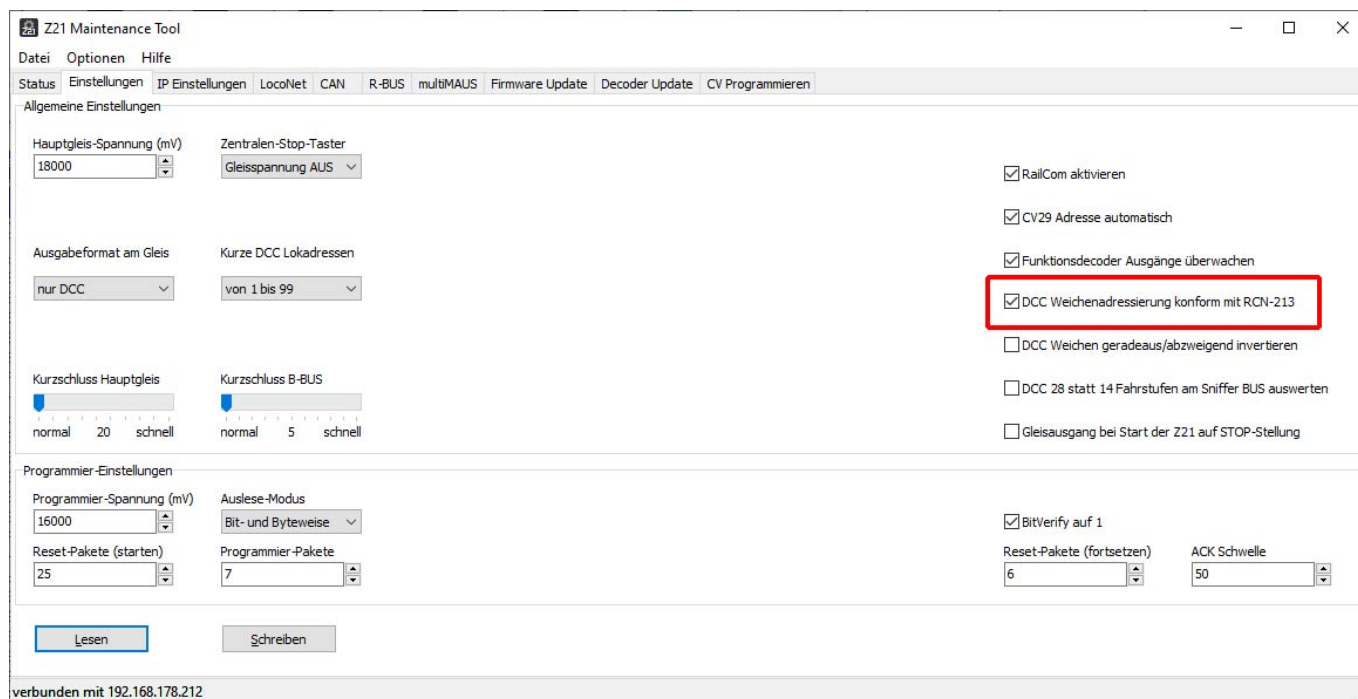 Z21 Maintenance Tool
Datei Optionen Hilfe
Status Einstellungen IP Einstellungen LocoNet CAN R-BUS multiMAUS Firmware Update Decoder Update CV Programmieren
Allgemeine Einstellungen
Hauptgleis-Spannung (mV) Zentralen-Stop-Taster
18000 Gleisspannung AUS
RailCom aktivieren
CV29 Adresse automatisch
Ausgabeformat am Gleis Kurze DCC Lokadressen
Funktionsdecoder Ausgänge überwachen
nur DCC von 1 bis 99
DCC Weichenadressierung konform mit RCN-213
DCC Weichen geradeaus/abzweigend invertieren
Kurzschluss Hauptgleis Kurzschluss B-BUS
DCC 28 statt 14 Fahrstufen am Sniffer BUS auswerten
normal 20 schnell normal 5 schnell
Gleisausgang bei Start der Z21 auf STOP-Stellung
Programmier-Einstellungen
Programmier-Spannung (mV) Auslese-Modus
16000 Bit- und Byteweise BitVerify auf 1
Reset-Pakete (starten) Programmier-Pakete Reset-Pakete (fortsetzen) ACK Schwelle
25 7 6 50
Lesen Schreiben
verbunden mit 192.168.178.212